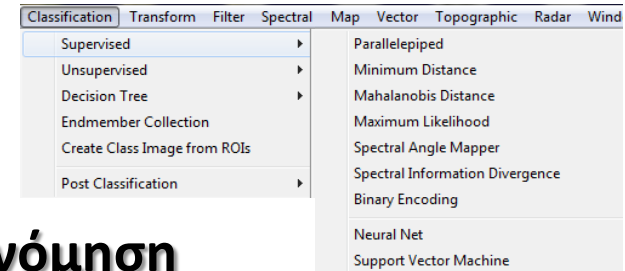 Classification Transform Filter Spectral Map Vector Topographic Radar
Supervised
Unsupervised
Decision Tree
Endmember Collection
Create Class Image from ROIs
Post Classification
Parallelepiped
Minimum Distance
Mahalanobis Distance
Maximum Likelihood
Spectral Angle Mapper
Spectral Information Divergence
Binary Encoding
Neural Net
Support Vector Machine
νόμηση